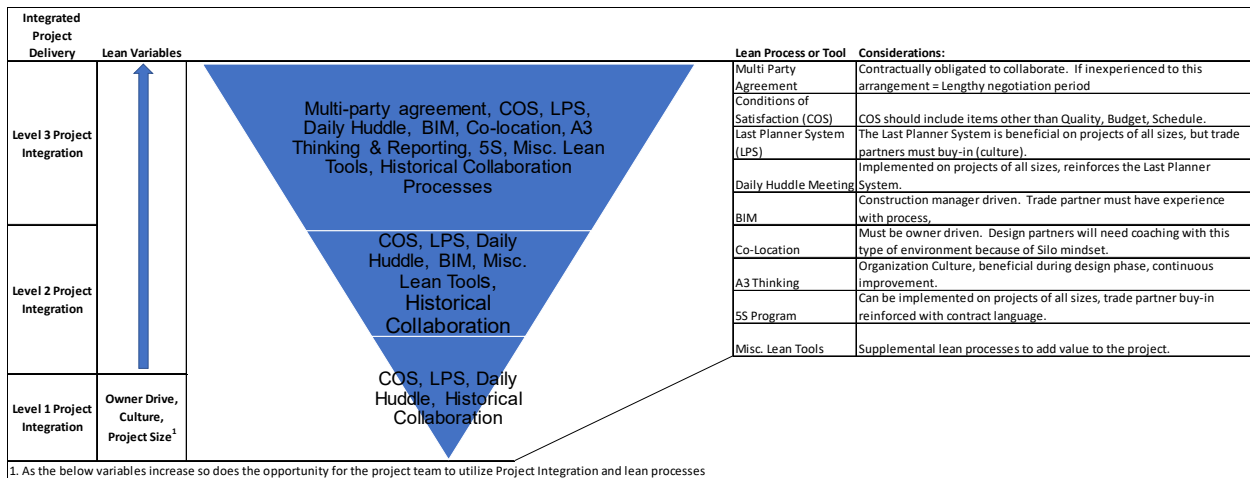 Integrated
Project
Delivery
Lean Variables
Lean Process or Tool
Considerations:
Level 3 Project
Integration
Level 2 Project
Integration
Level 1 Project
Integration
Owner Drive,
Culture,
Project Size1
Multi-party agreement, COS, LPS,
Daily Huddle, BIM, Co-location, A3
Thinking & Reporting, 5S, Misc. Lean
Tools, Historical Collaboration
Processes
COS, LPS, Daily
Huddle, BIM, Misc.
Lean Tools,
Historical
Collaboration
COS, LPS, Daily
Huddle, Historical
Collaboration
Multi Party
Agreement
Contractually obligated to collaborate. If inexperienced to this
arrangement = Lengthy negotiation period
Conditions of
Satisfaction (COS)
COS should include items other than Quality, Budget, Schedule.
Last Planner System
(LPS)
The Last Planner System is beneficial on projects of all sizes, but trade
partners must buy-in (culture).
Daily Huddle Meeting
Implemented on projects of all sizes, reinforces the Last Planner
System.
BIM
Construction manager driven. Trade partner must have experience
with process,
Co-Location
Must be owner driven. Design partners will need coaching with this
type of environment because of Silo mindset.
A3 Thinking
Organization Culture, beneficial during design phase, continuous
improvement.
5S Program
Can be implemented on projects of all sizes, trade partner buy-in
reinforced with contract language.
Misc. Lean Tools
Supplemental lean processes to add value to the project.
1. As the below variables increase so does the opportunity for the project team to utilize Project Integration and lean processes